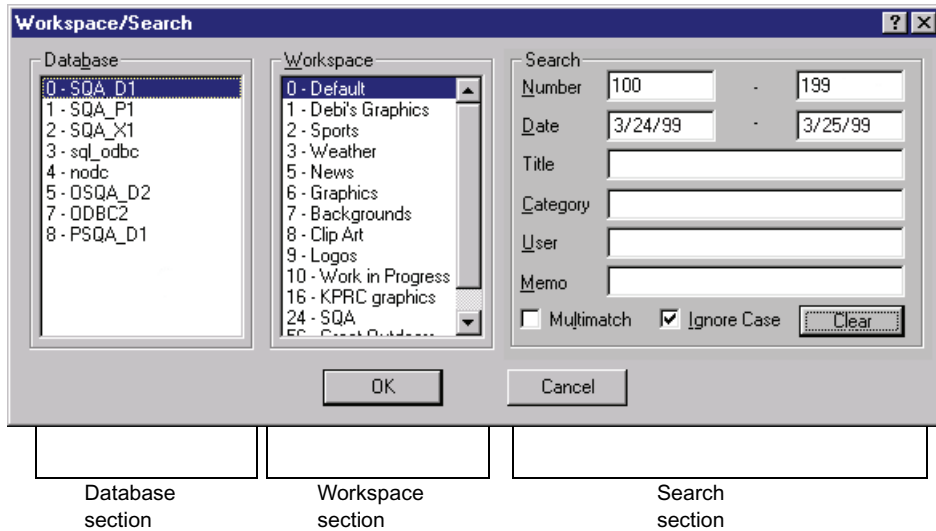 Workspace/Search
Database
0 - SQA_D1
1 - SQA_P1
2 - SQA_X1
3 - sql_odbc
4 - nodc
5 - OSQA_D2
7 - ODBC2
8 - PSQA_D1
Workspace
0 - Default
1 - Debi's Graphics
2 - Sports
3 - Weather
5 - News
6 - Graphics
7 - Backgrounds
8 - Clip Art
9 - Logos
10 - Work in Progress
16 - KPRC graphics
24 - SQA
Search
Number 100 - 199
Date 3/24/99 - 3/25/99
Title
Category
User
Memo
Multimatch Ignore Case Clear
OK Cancel
Database section
Workspace section
Search section